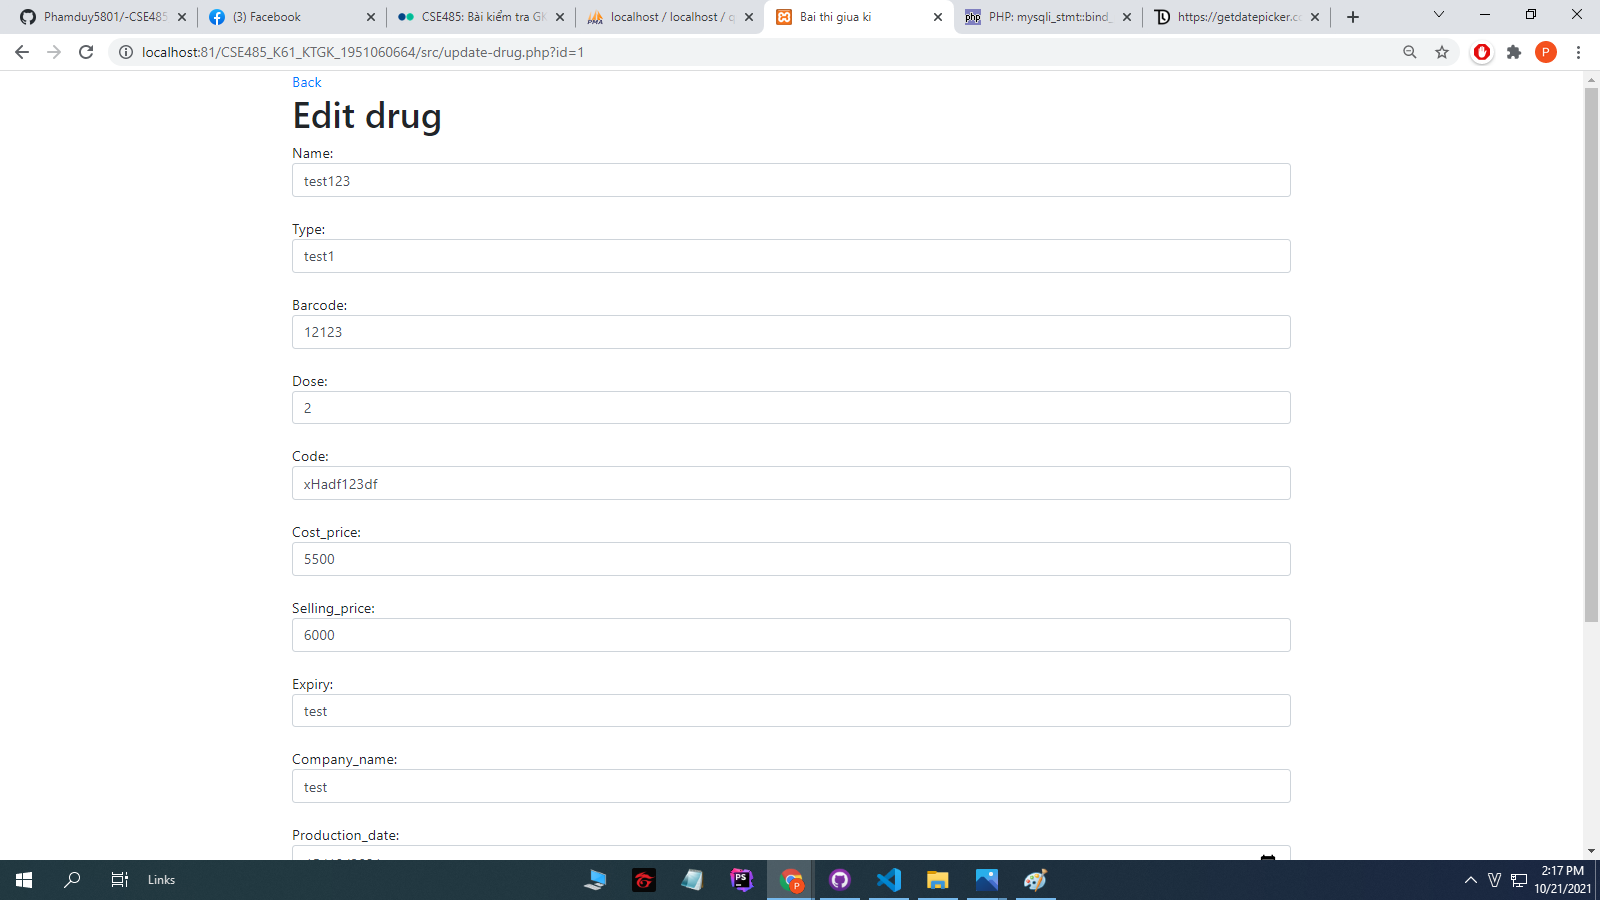 Phamduy5801/-CSE485
(3) Facebook
CSE485: Bài kiểm tra GK
localhost / localhost / q
Bai thi giua ki
PHP: mysqli_stmt::bind_
https://getdatepicker.co
localhost:81/CSE485_K61_KTGK_1951060664/src/update-drug.php?id=1
P
Back
Edit drug
Name:
test123
Type:
test1
Barcode:
12123
Dose:
2
Code:
xHadf123df
Cost_price:
5500
Selling_price:
6000
Expiry:
test
Company_name:
test
Production_date:
Links
2:17 PM
10/21/2021